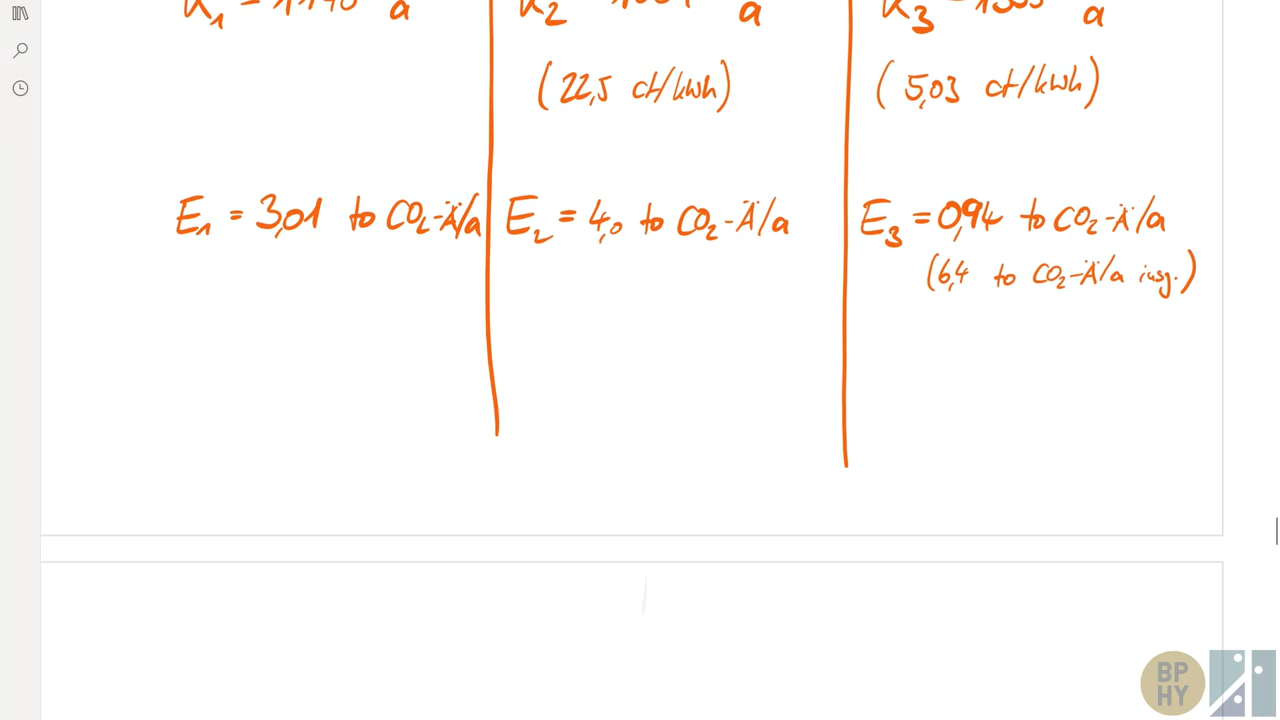 a
a
a
(22,5 ct/kWh)
(5,03 ct/kWh)
E₁ = 3,01 to CO₂-Ä/a
E₂ = 4,0 to CO₂-Ä/a
E₃ = 0,94 to CO₂-Ä/a
(6,4 to CO₂-Ä/a insg.)
BP
HY